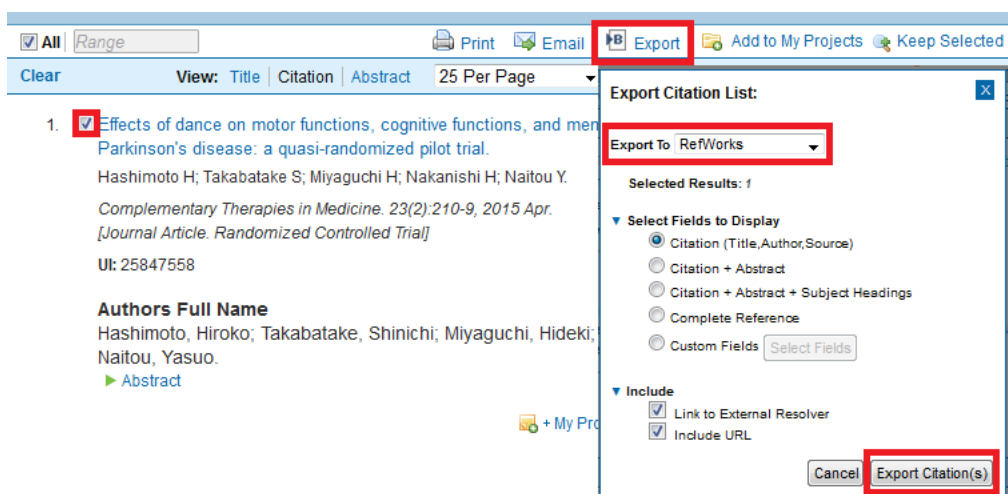 All Range Print Email Export Add to My Projects Keep Selected
Clear View: Title Citation Abstract 25 Per Page
1. Effects of dance on motor functions, cognitive functions, and
Parkinson's disease: a quasi-randomized pilot trial.
Hashimoto H; Takabatake S; Miyaguchi H; Nakanishi H; Naitou Y.
Complementary Therapies in Medicine. 23(2):210-9, 2015 Apr.
[Journal Article. Randomized Controlled Trial]
UI: 25847558
Authors Full Name
Hashimoto, Hiroko; Takabatake, Shinichi; Miyaguchi, Hideki;
Naitou, Yasuo.
Abstract
+ My
Export Citation List: X
Export To RefWorks
Selected Results: 1
Select Fields to Display
Citation (Title,Author,Source)
Citation + Abstract
Citation + Abstract + Subject Headings
Complete Reference
Custom Fields Select Fields
Include
Link to External Resolver
Include URL
Cancel Export Citation(s)